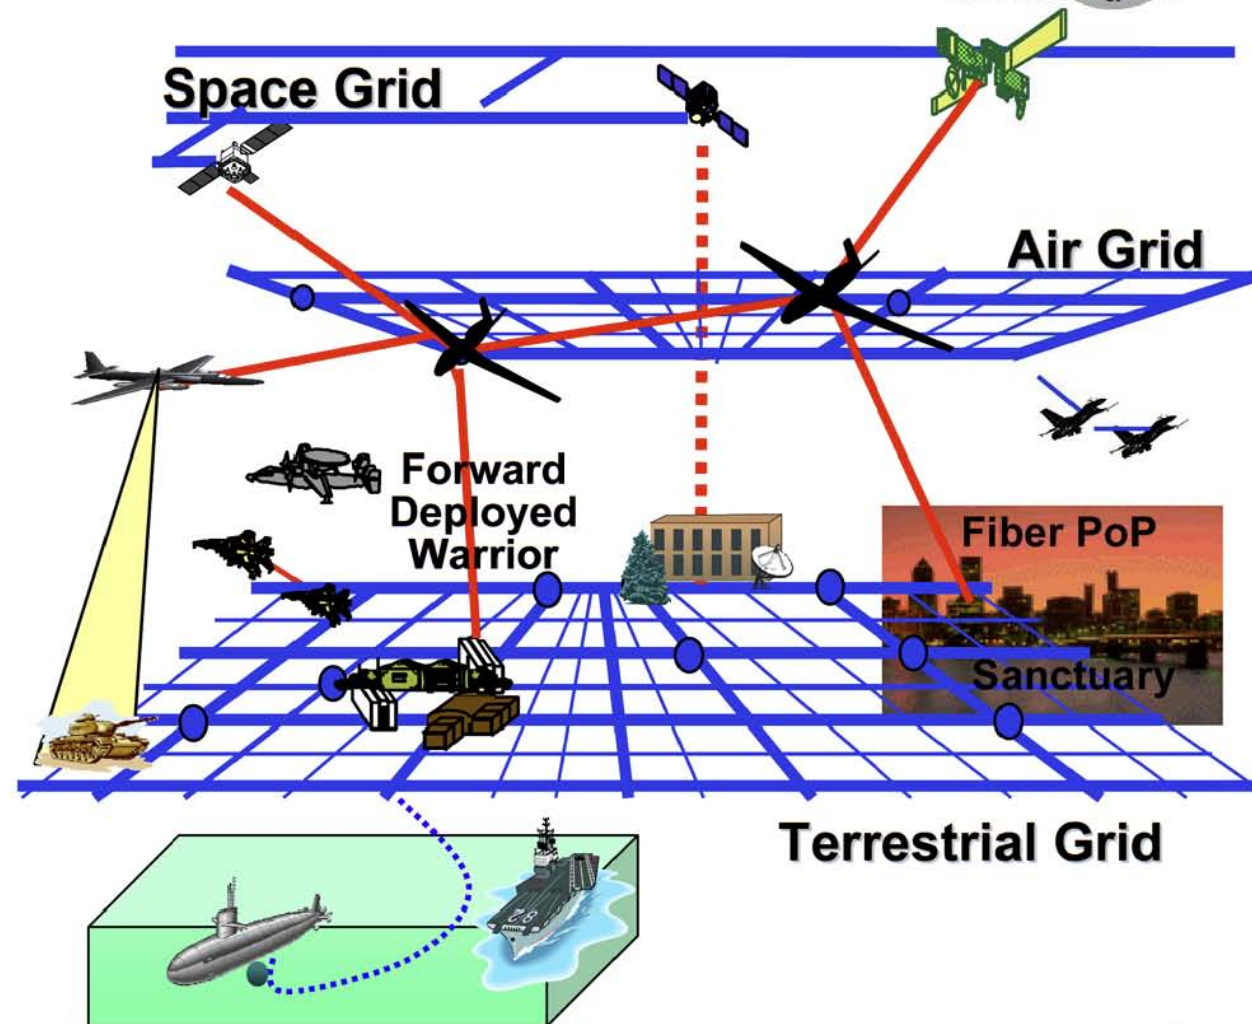 Space Grid
Air Grid
Forward
Deployed
Warrior
Fiber PoP
Sanctuary
Terrestrial Grid